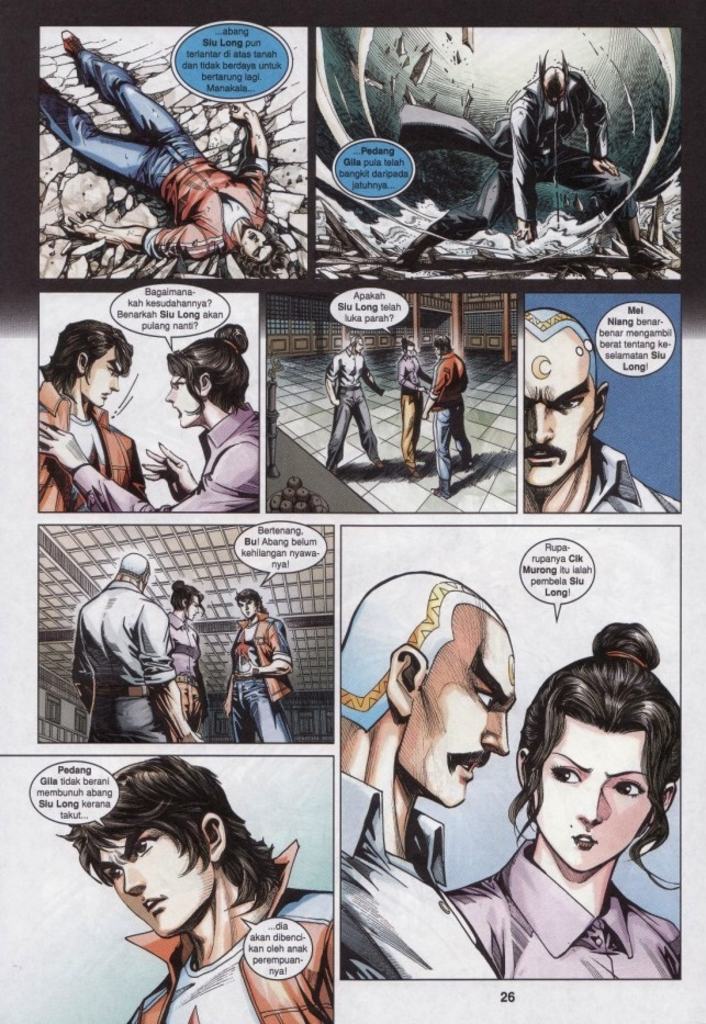 ...abang
Siu Long pun
terlantar di atas tanah
dan tidak berdaya untuk
bertarung lagi.
Manakala...
...Pedang
Gila pula telah
bangkit daripada
jatuhnya...
Bagaimana-
kah kesudahannya?
Benarkah Siu Long akan
pulang nanti?
Apakah
Siu Long telah
luka parah?
Mei
Niang benar-
benar mengambil
berat tentang ke-
selamatan Siu
Long!
Bertenang,
Bu! Abang belum
kehilangan nyawa-
nya!
Rupa-
rupanya Cik
Murong itu ialah
pembela Siu
Long!
Pedang
Gila tidak berani
membunuh abang
Siu Long kerana
takut...
...dia
akan dibenci-
kan oleh anak
perempuan-
nya!
26